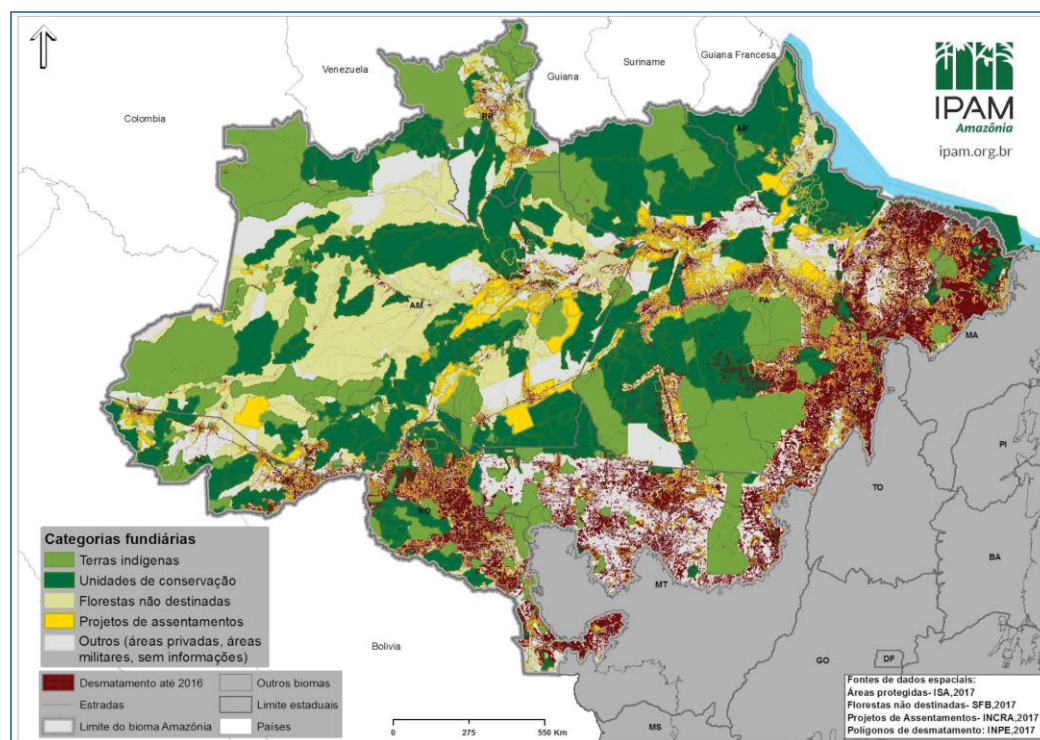 Venezuela
Guiana
Suriname
Guiana Francesa
Colombia
IPAM
Amazônia
ipam.org.br
RR
AP
AM
PA
MA
AC
RO
PI
TO
BA
MT
Bolivia
GO
DF
MS
Categorias fundiárias
Terras indígenas
Unidades de conservação
Florestas não destinadas
Projetos de assentamentos
Outros (áreas privadas, áreas
militares, sem informações)
Desmatamento até 2016
Outros biomas
Estradas
Limite estaduais
Limite do bioma Amazônia
Países
0 275 550 Km
Fontes de dados espaciais:
Áreas protegidas- ISA,2017
Florestas não destinadas- SFB,2017
Projetos de Assentamentos- INCRA,2017
Polígonos de desmatamento: INPE,2017